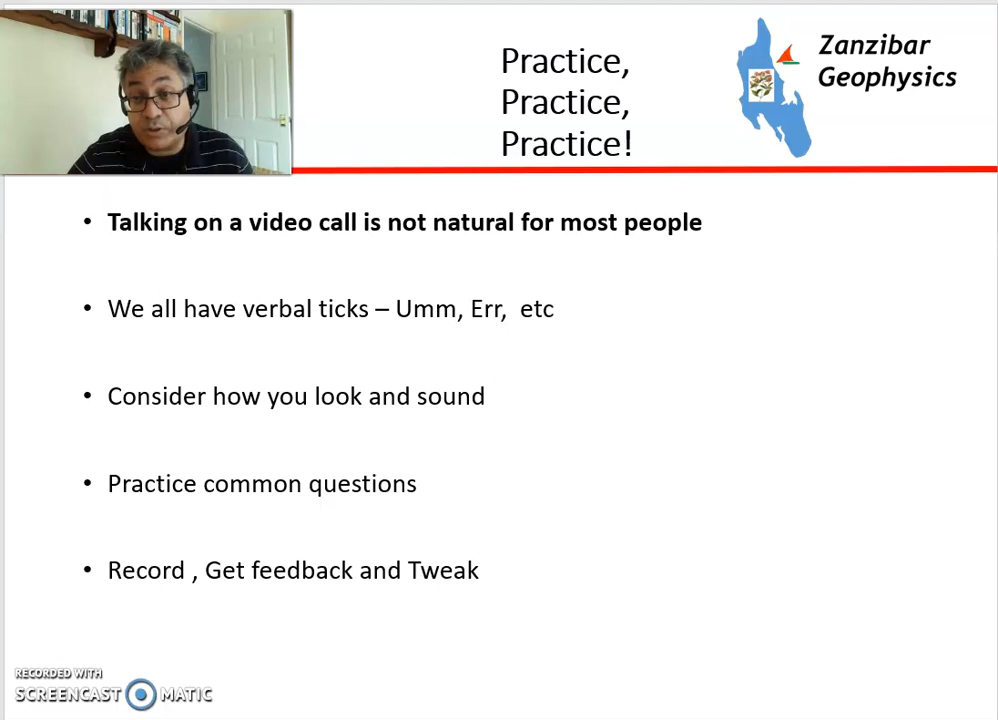 Practice,
Practice,
Practice!
Zanzibar
Geophysics
• Talking on a video call is not natural for most people
• We all have verbal ticks – Umm, Err,  etc
• Consider how you look and sound
• Practice common questions
• Record , Get feedback and Tweak
RECORDED WITH
SCREENCAST MATIC